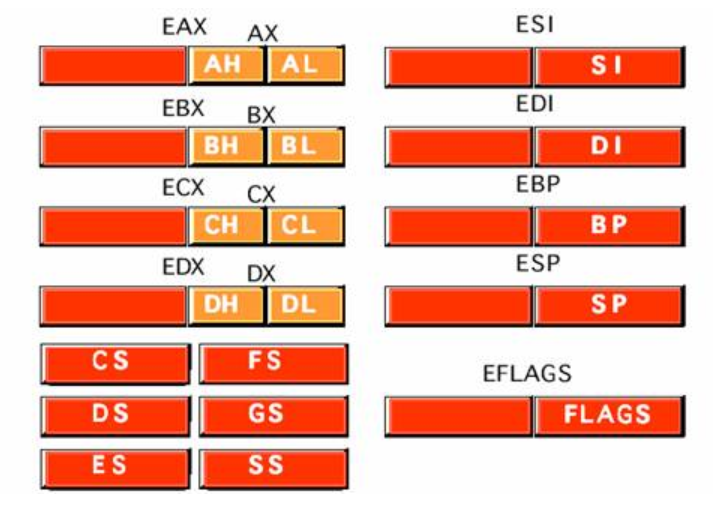 EAX AX
AH AL
EBX BX
BH BL
ECX CX
CH CL
EDX DX
DH DL
CS FS
DS GS
ES SS
ESI
SI
EDI
DI
EBP
BP
ESP
SP
EFLAGS
FLAGS